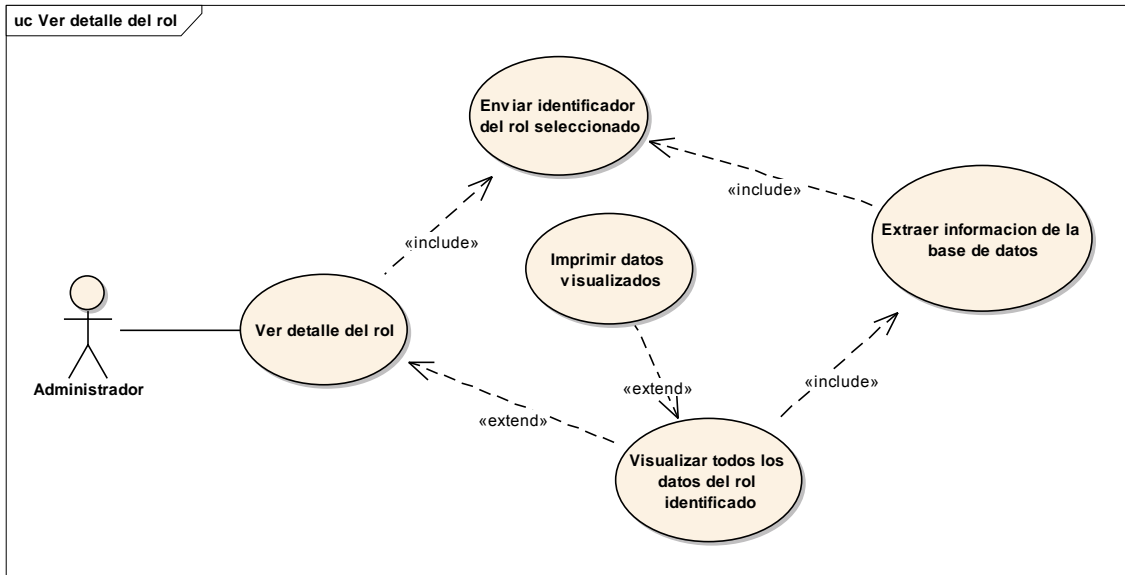 uc Ver detalle del rol
Enviar identificador
del rol seleccionado
«include»
Extraer informacion de la
base de datos
«include»
Imprimir datos
visualizados
Ver detalle del rol
Administrador
«extend»
«include»
«extend»
Visualizar todos los
datos del rol
identificado